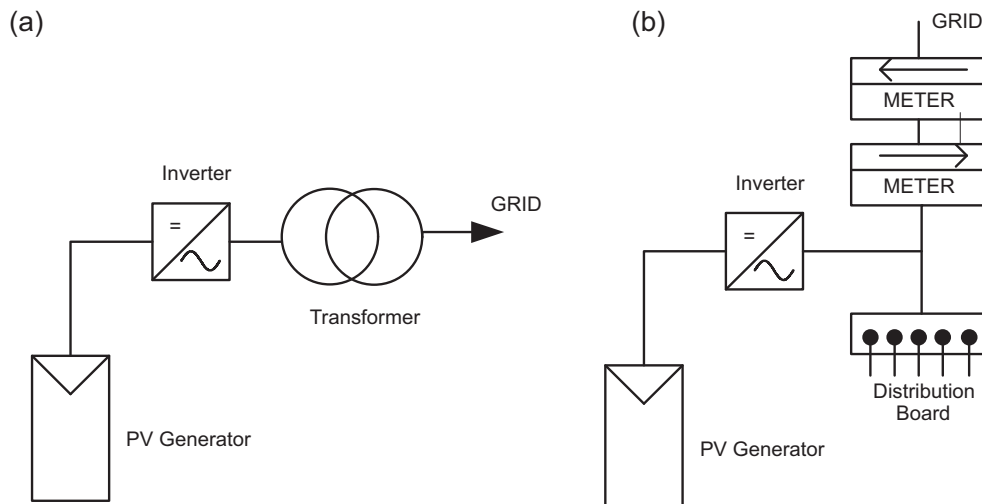 (a)
Inverter
=
GRID
Transformer
PV Generator
(b)
GRID
METER
METER
Inverter
=
Distribution
Board
PV Generator